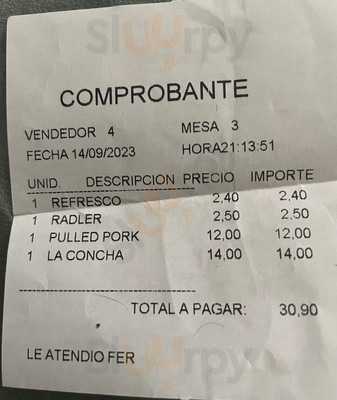 sluurpy
COMPROBANTE
VENDEDOR 4 MESA 3
FECHA 14/09/2023 HORA21:13:51
UNID. DESCRIPCION PRECIO IMPORTE
1 REFRESCO 2,40 2,40
1 RADLER 2,50 2,50
1 PULLED PORK 12,00 12,00
1 LA CONCHA 14,00 14,00
TOTAL A PAGAR: 30,90
LE ATENDIO FER
sluurpy